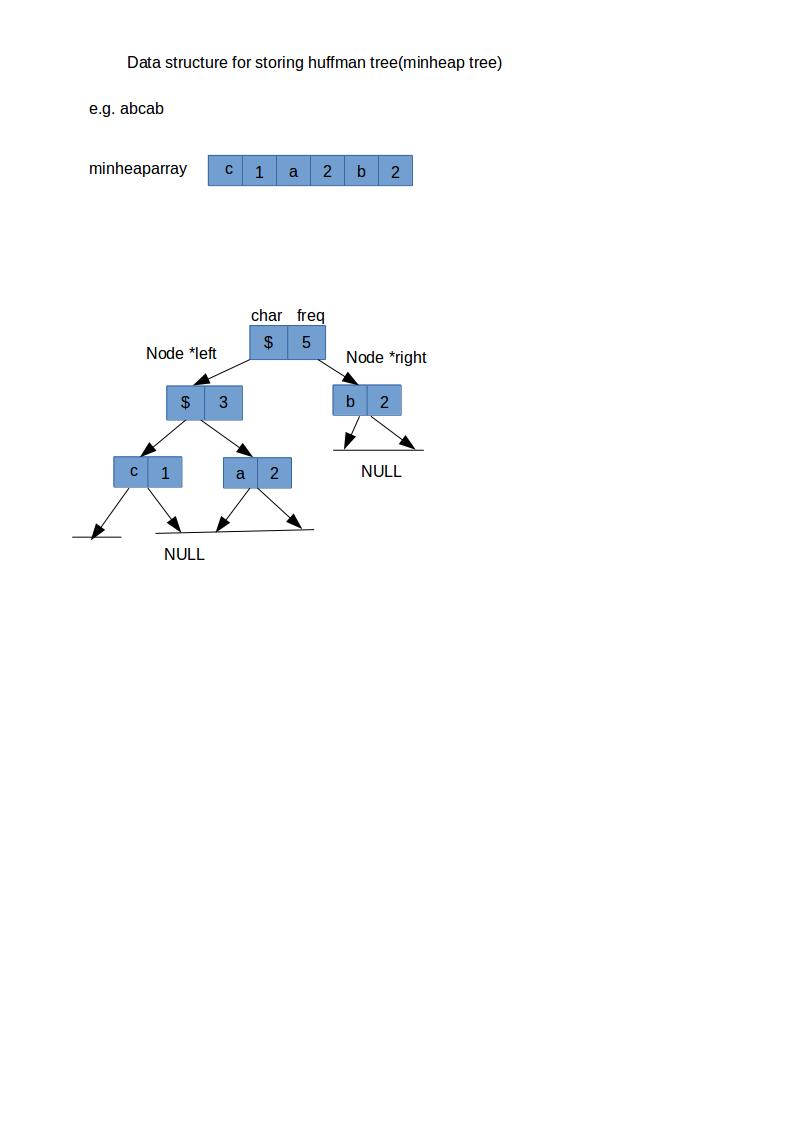 Data structure for storing huffman tree(minheap tree)
e.g. abcab
minheaparray c 1 a 2 b 2
char freq
$ 5
Node *left Node *right
$ 3 b 2
c 1 a 2 NULL
NULL